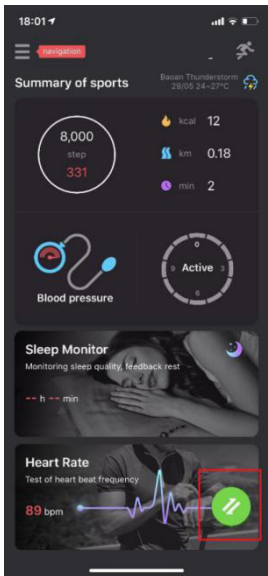 18:01
navigation
Summary of sports
Baoan Thunderstorm
29/05 24~27°C
8,000
step
331
kcal 12
km 0.18
min 2
Blood pressure
0
9 Active 3
6
Sleep Monitor
Monitoring sleep quality, feedback rest
-- h -- min
Heart Rate
Test of heart beat frequency
89 bpm